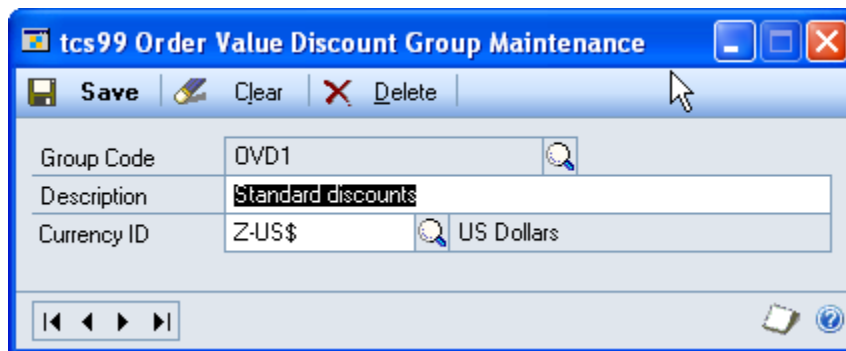 tcs99 Order Value Discount Group Maintenance
Save Clear Delete
Group Code OVD1
Description Standard discounts
Currency ID Z-US$ US Dollars